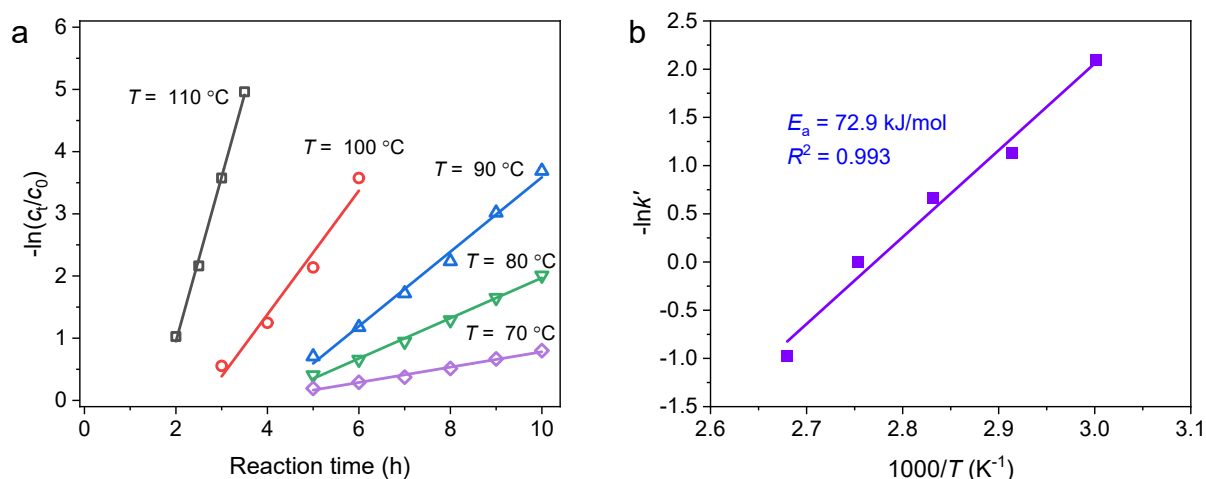 a
-ln(c_t/c_0)
6
5
4
3
2
1
0
T = 110 °C
T = 100 °C
T = 90 °C
T = 80 °C
T = 70 °C
0 2 4 6 8 10
Reaction time (h)
b
-lnk′
2.5
2.0
1.5
1.0
0.5
0.0
-0.5
-1.0
-1.5
E_a = 72.9 kJ/mol
R² = 0.993
2.6 2.7 2.8 2.9 3.0 3.1
1000/T (K⁻¹)